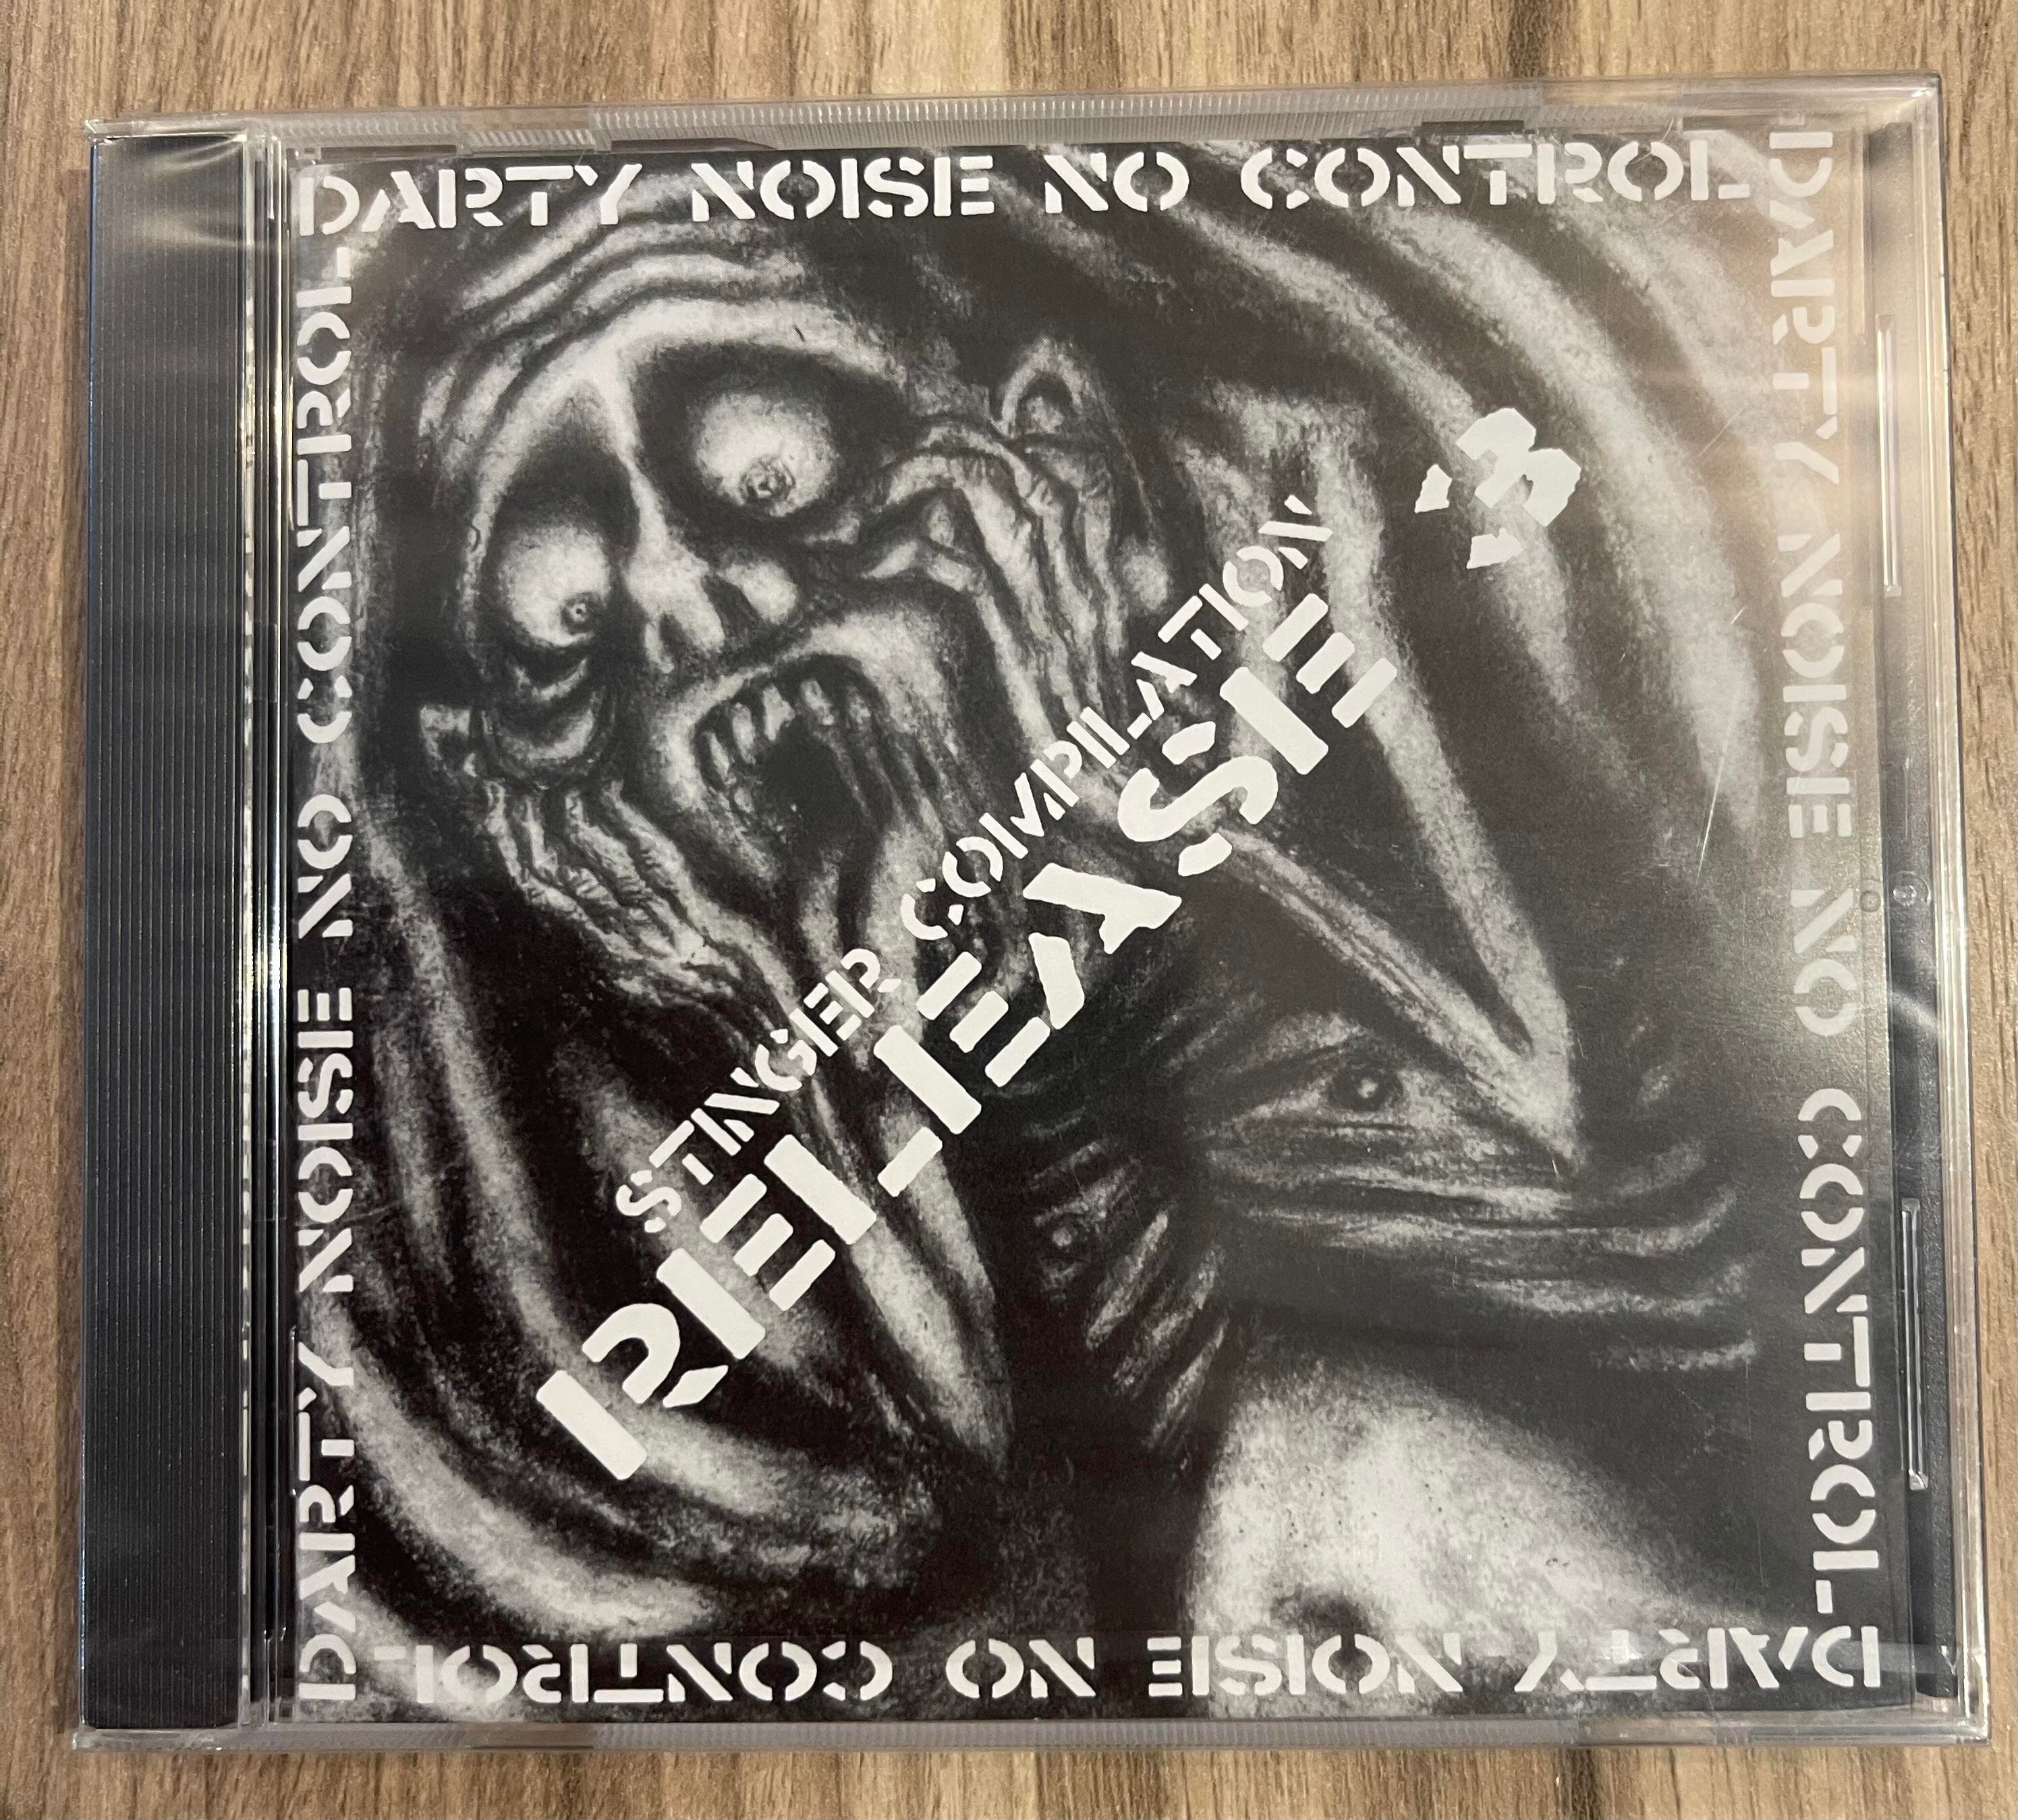 DARTY NOISE NO CONTROL
DARTY NOISE NO CONTROL
DARTY NOISE NO CONTROL
DARTY NOISE NO CONTROL
STINGER COMPILATION
RELEASE
3